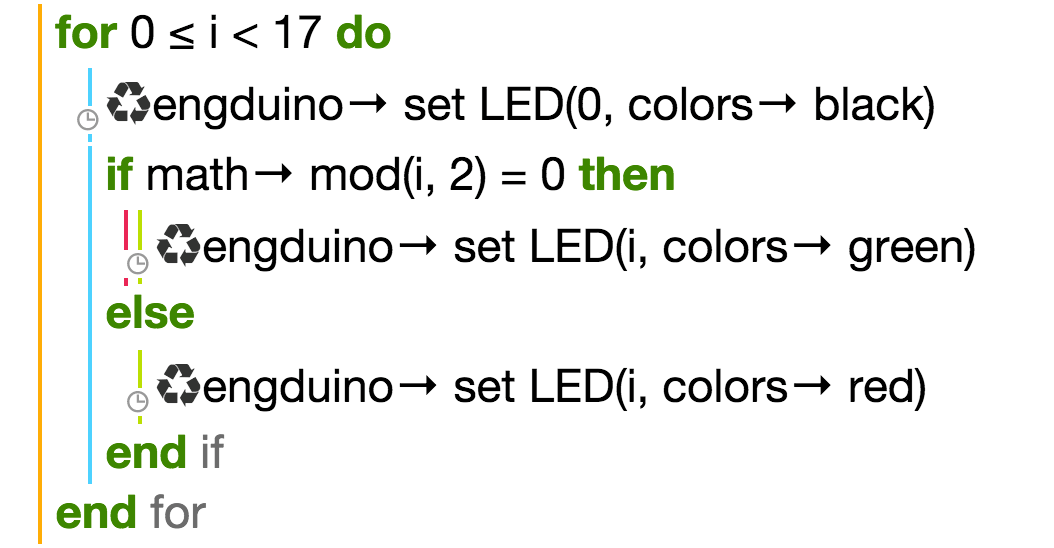 for 0 ≤ i < 17 do
♻engduino→ set LED(0, colors→ black)
if math→ mod(i, 2) = 0 then
♻engduino→ set LED(i, colors→ green)
else
♻engduino→ set LED(i, colors→ red)
end if
end for